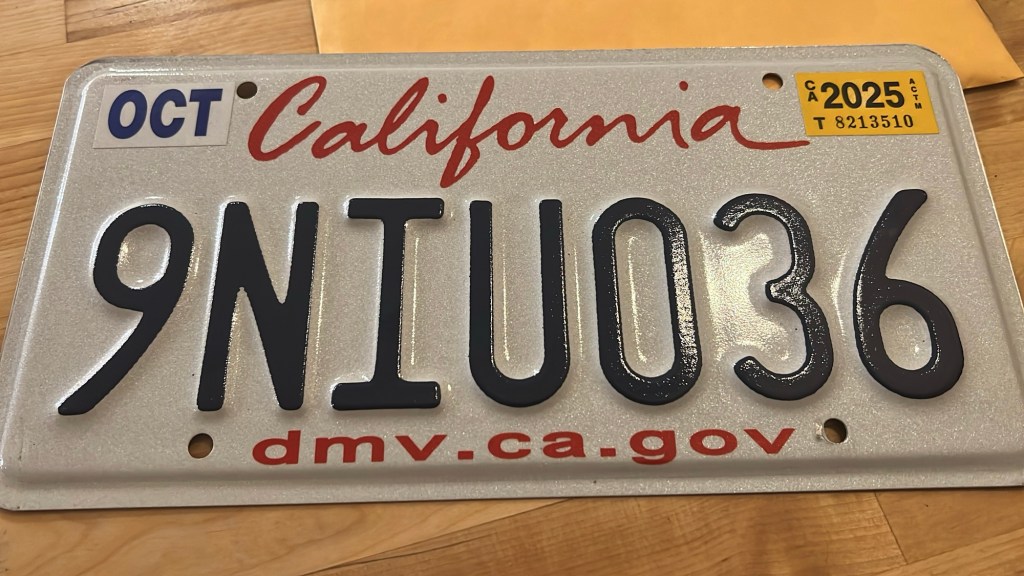 OCT
California
CA 2025 ACTM
T 8213510
9NIU036
dmv.ca.gov